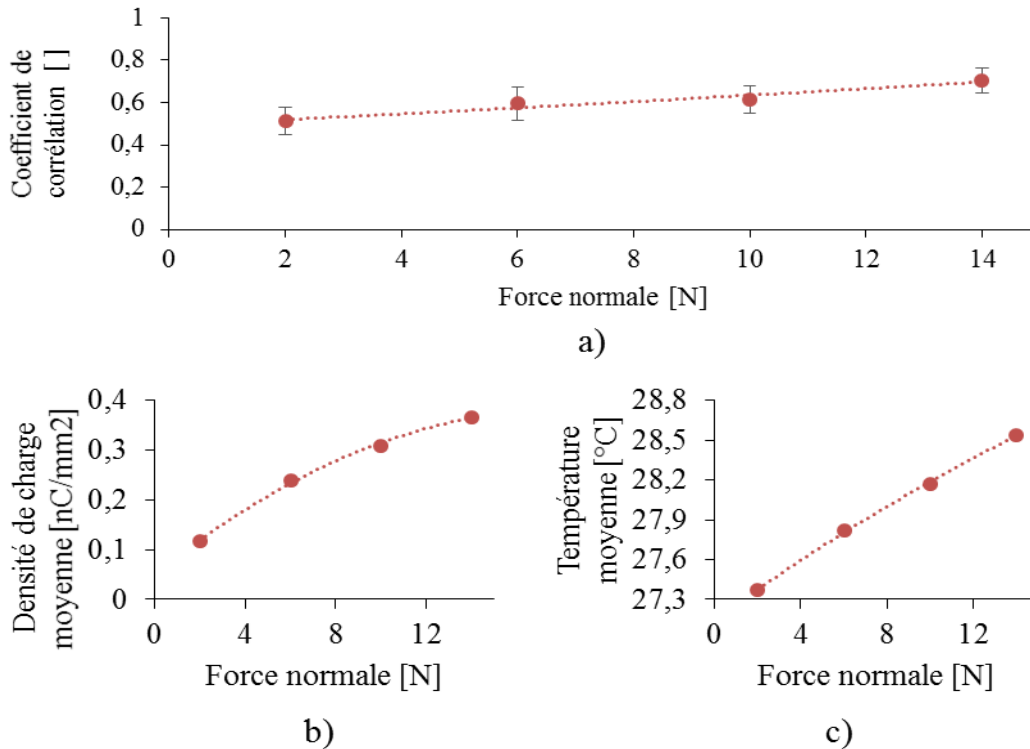 Coefficient de
corrélation [ ]
1
0,8
0,6
0,4
0,2
0
0 2 4 6 8 10 12 14
Force normale [N]
a)
Densité de charge
moyenne [nC/mm2]
0,4
0,3
0,2
0,1
0
0 4 8 12
Force normale [N]
b)
Température
moyenne [°C]
28,8
28,5
28,2
27,9
27,6
27,3
0 4 8 12
Force normale [N]
c)